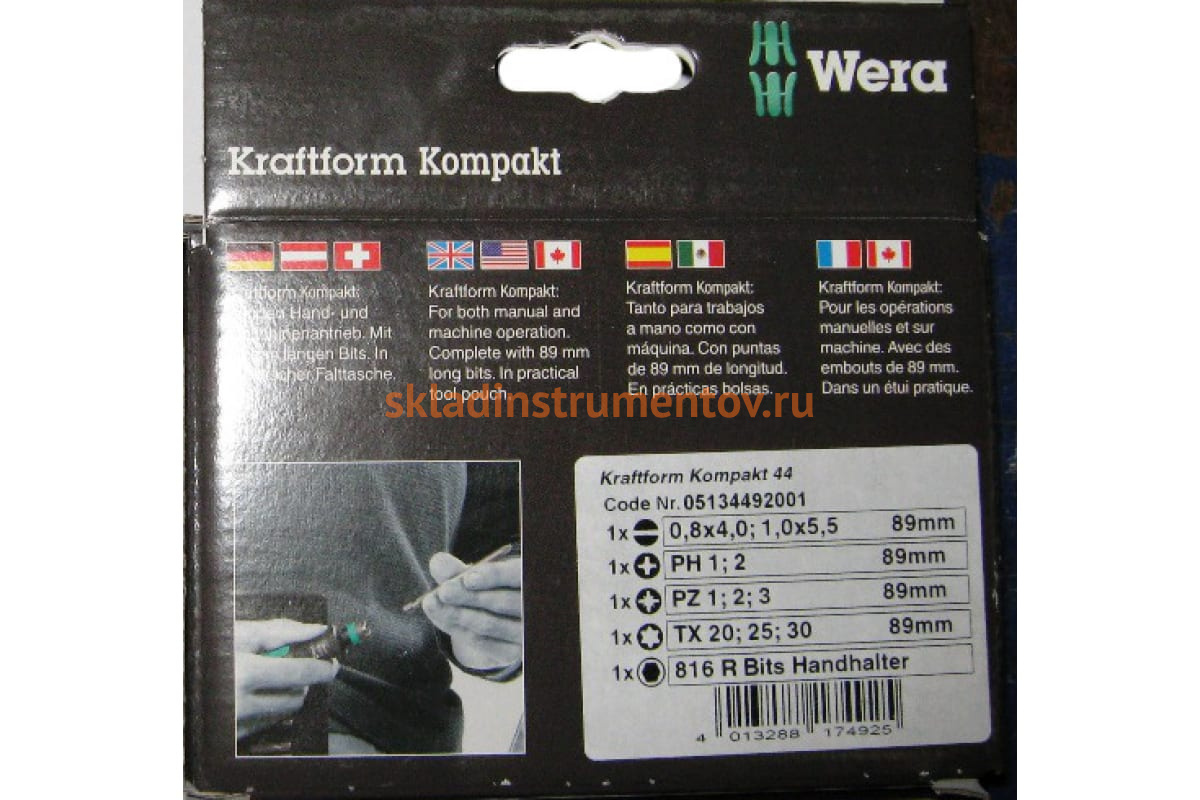 Wera
Kraftform Kompakt
Kompakt:
Hand- und
Mit
langen Bits. In
Falttasche.
Kraftform Kompakt:
For both manual and
machine operation.
Complete with 89 mm
long bits. In practical
tool pouch.
Kraftform Kompakt:
Tanto para trabajos
a mano como con
máquina. Con puntas
de 89 mm de longitud.
En prácticas bolsas.
Kraftform Kompakt:
Pour les opérations
manuelles et sur
machine. Avec des
embouts de 89 mm.
Dans un étui pratique.
skladinstrumentov.ru
Kraftform Kompakt 44
Code Nr. 05134492001
1x 0,8x4,0; 1,0x5,5 89mm
1x PH 1; 2 89mm
1x PZ 1; 2; 3 89mm
1x TX 20; 25; 30 89mm
1x 816 R Bits Handhalter
4 013288 174925